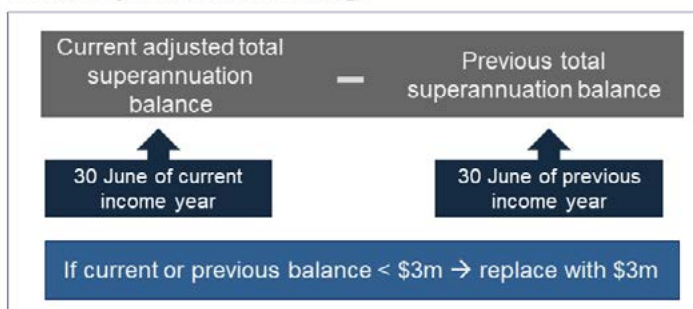 Current adjusted total
superannuation
balance
−
Previous total
superannuation balance
30 June of current
income year
30 June of previous
income year
If current or previous balance < $3m → replace with $3m